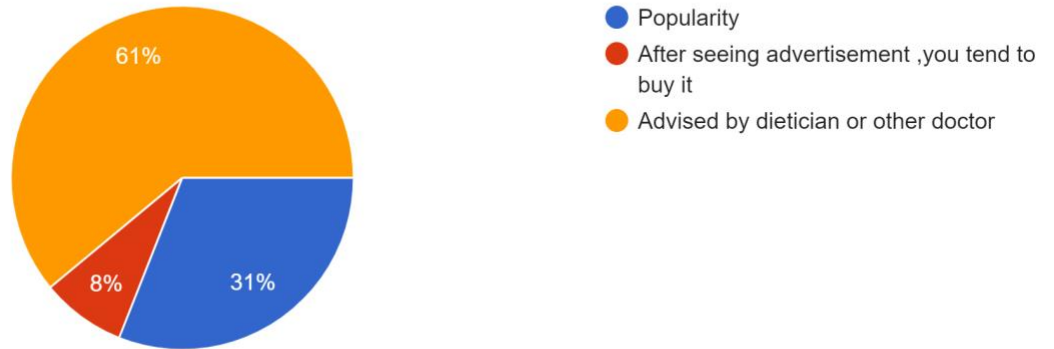 61%
8%
31%
Popularity
After seeing advertisement ,you tend to
buy it
Advised by dietician or other doctor